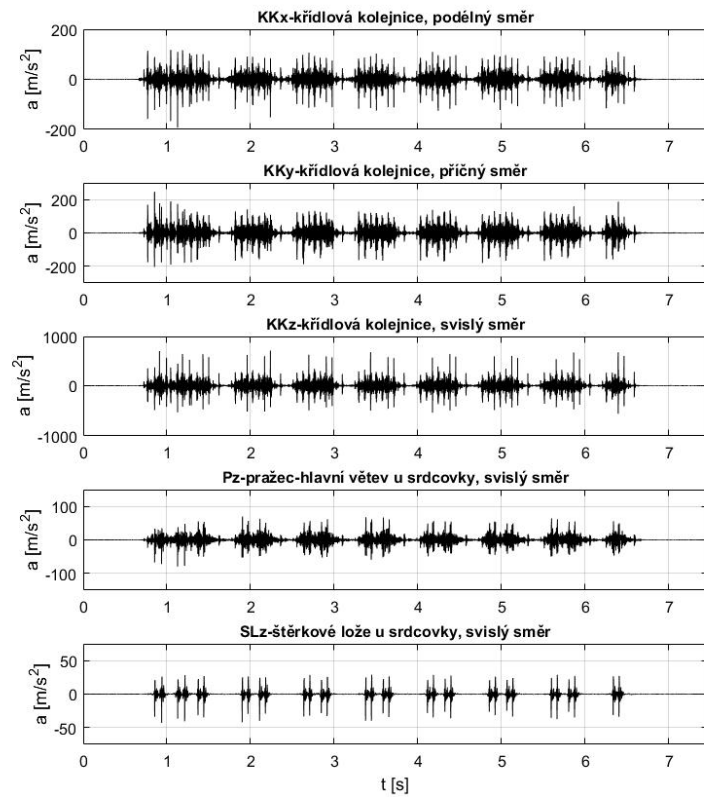 KKx-křídlová kolejnice, podélný směr
a [m/s²]
200
0
-200
0 1 2 3 4 5 6 7
KKy-křídlová kolejnice, příčný směr
a [m/s²]
200
0
-200
0 1 2 3 4 5 6 7
KKz-křídlová kolejnice, svislý směr
a [m/s²]
1000
0
-1000
0 1 2 3 4 5 6 7
Pz-pražec-hlavní větev u srdcovky, svislý směr
a [m/s²]
100
0
-100
0 1 2 3 4 5 6 7
SLz-štěrkové lože u srdcovky, svislý směr
a [m/s²]
50
0
-50
0 1 2 3 4 5 6 7
t [s]